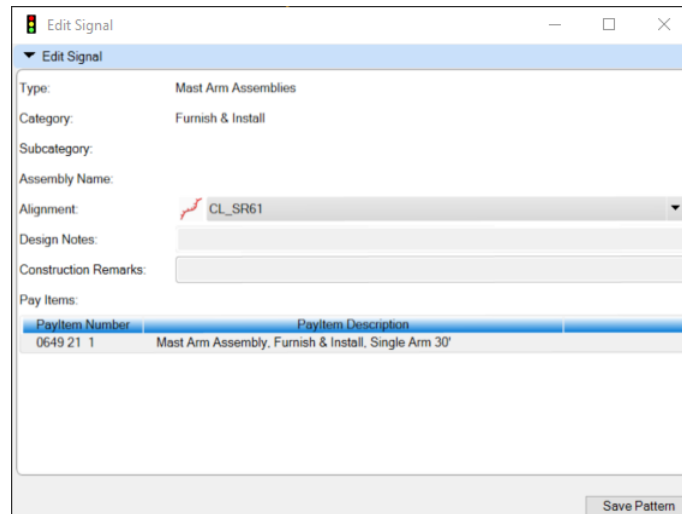 Edit Signal
Edit Signal
Type: Mast Arm Assemblies
Category: Furnish & Install
Subcategory:
Assembly Name:
Alignment: CL_SR61
Design Notes:
Construction Remarks:
Pay Items:
PayItem Number PayItem Description
0649 21 1 Mast Arm Assembly, Furnish & Install, Single Arm 30'
Save Pattern